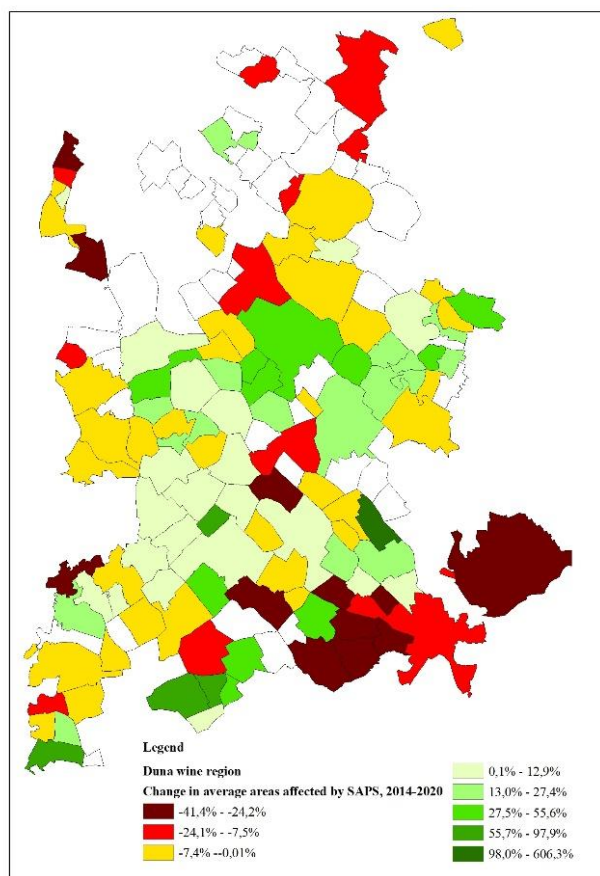 Legend
Duna wine region
Change in average areas affected by SAPS, 2014-2020
-41,4% - -24,2%
-24,1% - -7,5%
-7,4% --0,01%
0,1% - 12,9%
13,0% - 27,4%
27,5% - 55,6%
55,7% - 97,9%
98,0% - 606,3%